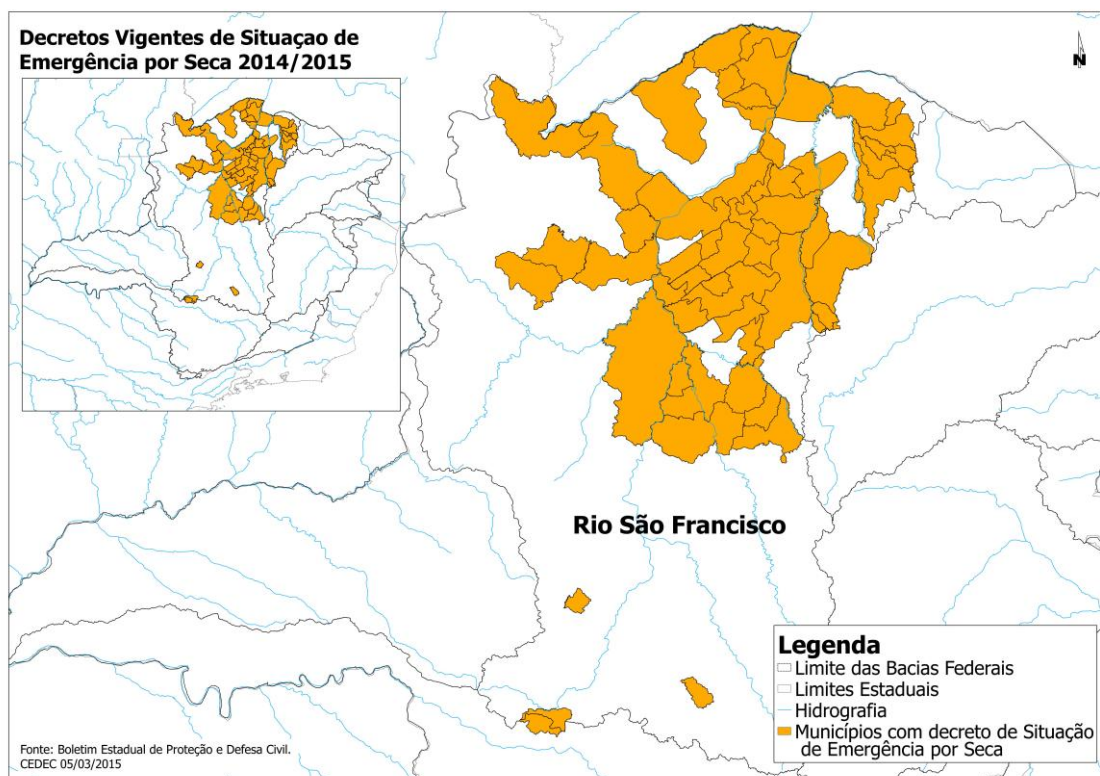 Decretos Vigentes de Situaçao de
Emergência por Seca 2014/2015
N
Rio São Francisco
Legenda
Limite das Bacias Federais
Limites Estaduais
Hidrografia
Municípios com decreto de Situação
de Emergência por Seca
Fonte: Boletim Estadual de Proteção e Defesa Civil.
CEDEC 05/03/2015